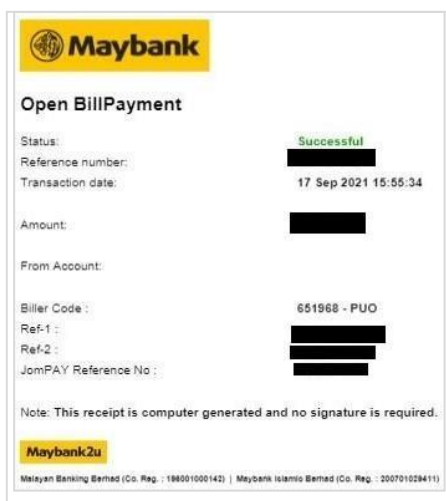 Maybank
Open BillPayment
Status: Successful
Reference number:
Transaction date: 17 Sep 2021 15:55:34
Amount:
From Account:
Biller Code : 651968 - PUO
Ref-1 :
Ref-2 :
JomPAY Reference No :
Note: This receipt is computer generated and no signature is required.
Maybank2u
Malayan Banking Berhad (Co. Reg. : 196001000142) | Maybank Islamic Berhad (Co. Reg. : 200701029411)